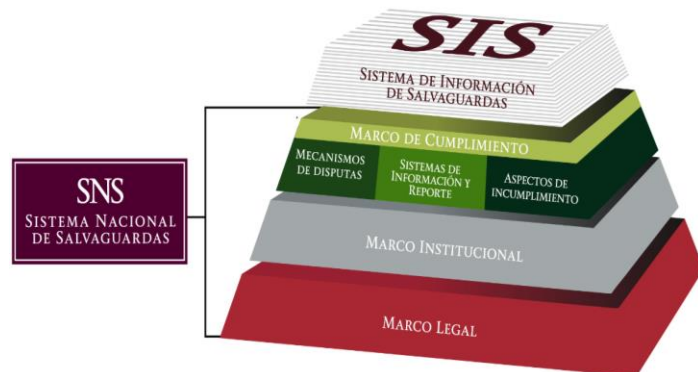 SIS
SISTEMA DE INFORMACIÓN
DE SALVAGUARDAS
MARCO DE CUMPLIMIENTO
MECANISMOS
DE DISPUTAS
SISTEMAS DE
INFORMACIÓN Y
REPORTE
ASPECTOS DE
INCUMPLIMIENTO
SNS
SISTEMA NACIONAL
DE SALVAGUARDAS
MARCO INSTITUCIONAL
MARCO LEGAL